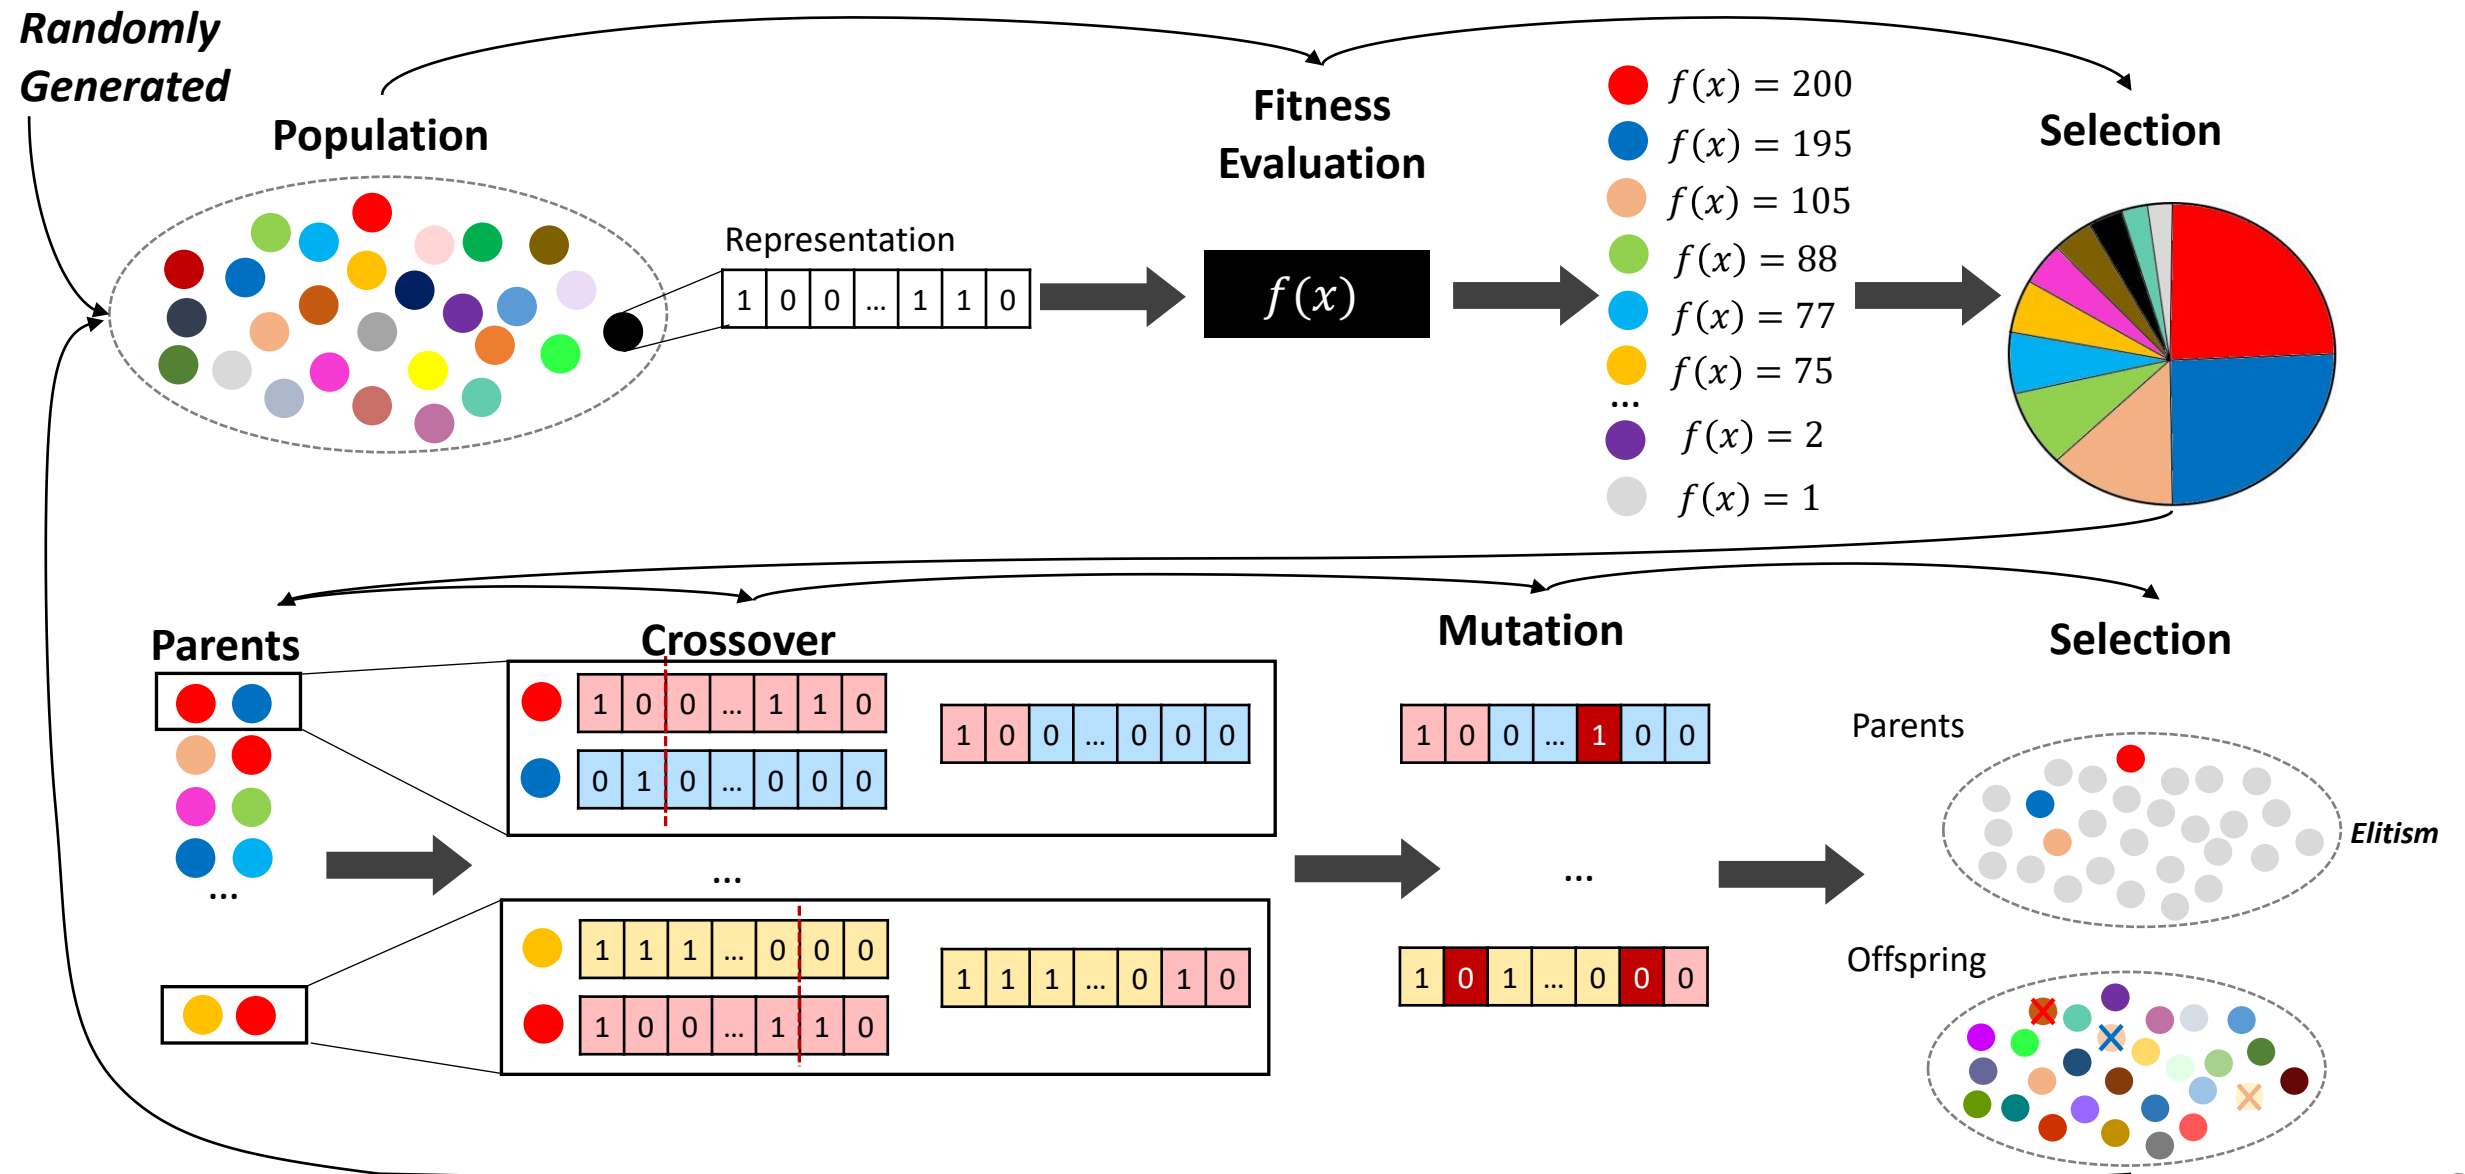 Randomly
Generated
Population
Representation
1 0 0 ... 1 1 0
Fitness
Evaluation
f(x)
f(x) = 200
f(x) = 195
f(x) = 105
f(x) = 88
f(x) = 77
f(x) = 75
...
f(x) = 2
f(x) = 1
Selection
Parents
...
Crossover
1 0 0 ... 1 1 0
0 1 0 ... 0 0 0
1 0 0 ... 0 0 0
...
1 1 1 ... 0 0 0
1 0 0 ... 1 1 0
1 1 1 ... 0 1 0
Mutation
1 0 0 ... 1 0 0
...
1 0 1 ... 0 0 0
Selection
Parents
Elitism
Offspring